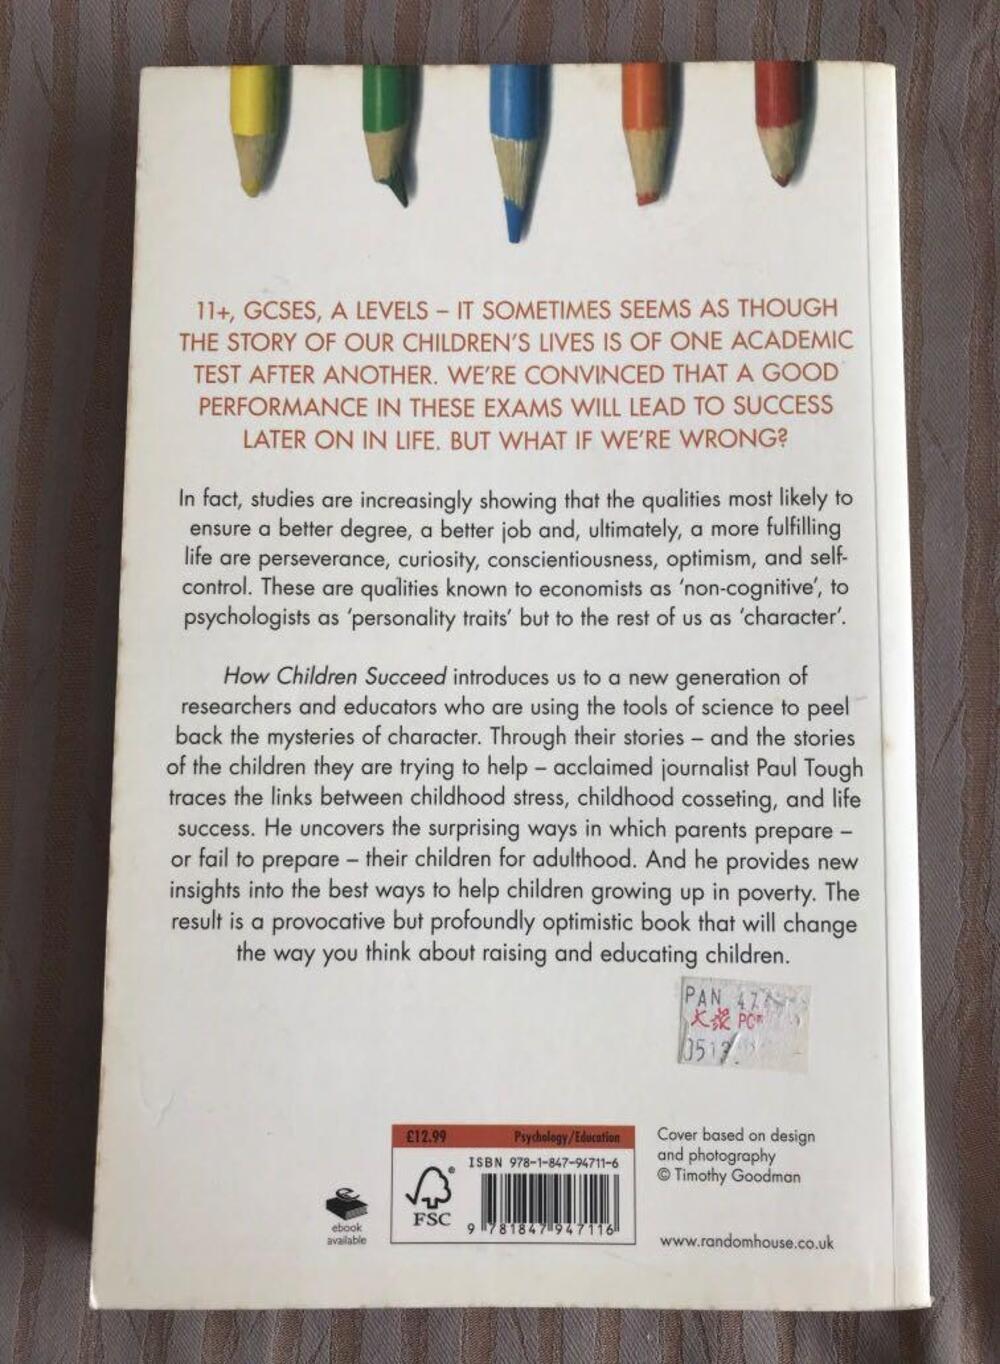 11+, GCSES, A LEVELS – IT SOMETIMES SEEMS AS THOUGH
THE STORY OF OUR CHILDREN'S LIVES IS OF ONE ACADEMIC
TEST AFTER ANOTHER. WE'RE CONVINCED THAT A GOOD
PERFORMANCE IN THESE EXAMS WILL LEAD TO SUCCESS
LATER ON IN LIFE. BUT WHAT IF WE'RE WRONG?
In fact, studies are increasingly showing that the qualities most likely to
ensure a better degree, a better job and, ultimately, a more fulfilling
life are perseverance, curiosity, conscientiousness, optimism, and self-
control. These are qualities known to economists as 'non-cognitive', to
psychologists as 'personality traits' but to the rest of us as 'character'.
How Children Succeed introduces us to a new generation of
researchers and educators who are using the tools of science to peel
back the mysteries of character. Through their stories – and the stories
of the children they are trying to help – acclaimed journalist Paul Tough
traces the links between childhood stress, childhood cosseting, and life
success. He uncovers the surprising ways in which parents prepare –
or fail to prepare – their children for adulthood. And he provides new
insights into the best ways to help children growing up in poverty. The
result is a provocative but profoundly optimistic book that will change
the way you think about raising and educating children.
PAN
£12.99 Psychology/Education
ISBN 978-1-847-94711-6
FSC
9 781847 947116
ebook
available
Cover based on design
and photography
© Timothy Goodman
www.randomhouse.co.uk